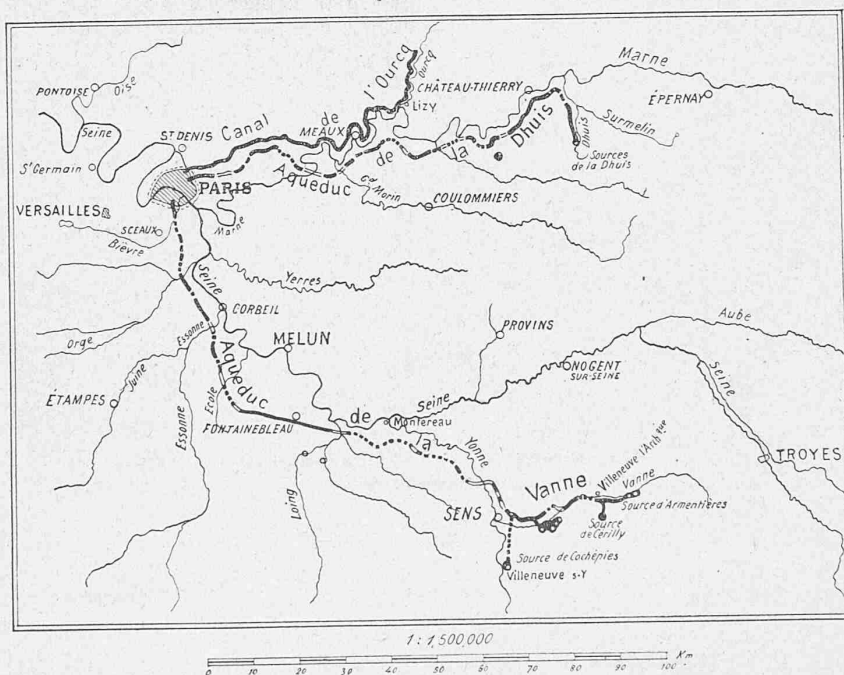 Marne
PONTOISE
Oise
l'Ourcq
Ourcq
CHÂTEAU-THIERRY
ÉPERNAY
Lizy
Seine
ST DENIS
Canal
de
MEAUX
Surmelin
Dhuis
Dhuis
la
de
Sources
de la Dhuis
St Germain
PARIS
Aqueduc
Gd Morin
COULOMMIERS
VERSAILLES
SCEAUX
Bièvre
Marne
Seine
Yerres
Aube
CORBEIL
PROVINS
Orge
Essonne
MELUN
Juine
Aqueduc
NOGENT
SUR-SEINE
Seine
ÉTAMPES
Essonne
Ecole
Seine
de
Montereau
FONTAINEBLEAU
la
Yonne
TROYES
Loing
Vanne
Villeneuve l'Archque
Vanne
SENS
Source d'Armentières
Source
de Cérilly
Source de Cochépies
Villeneuve s-Y
1:1,500,000
0 10 20 30 40 50 60 70 80 90 100 Km